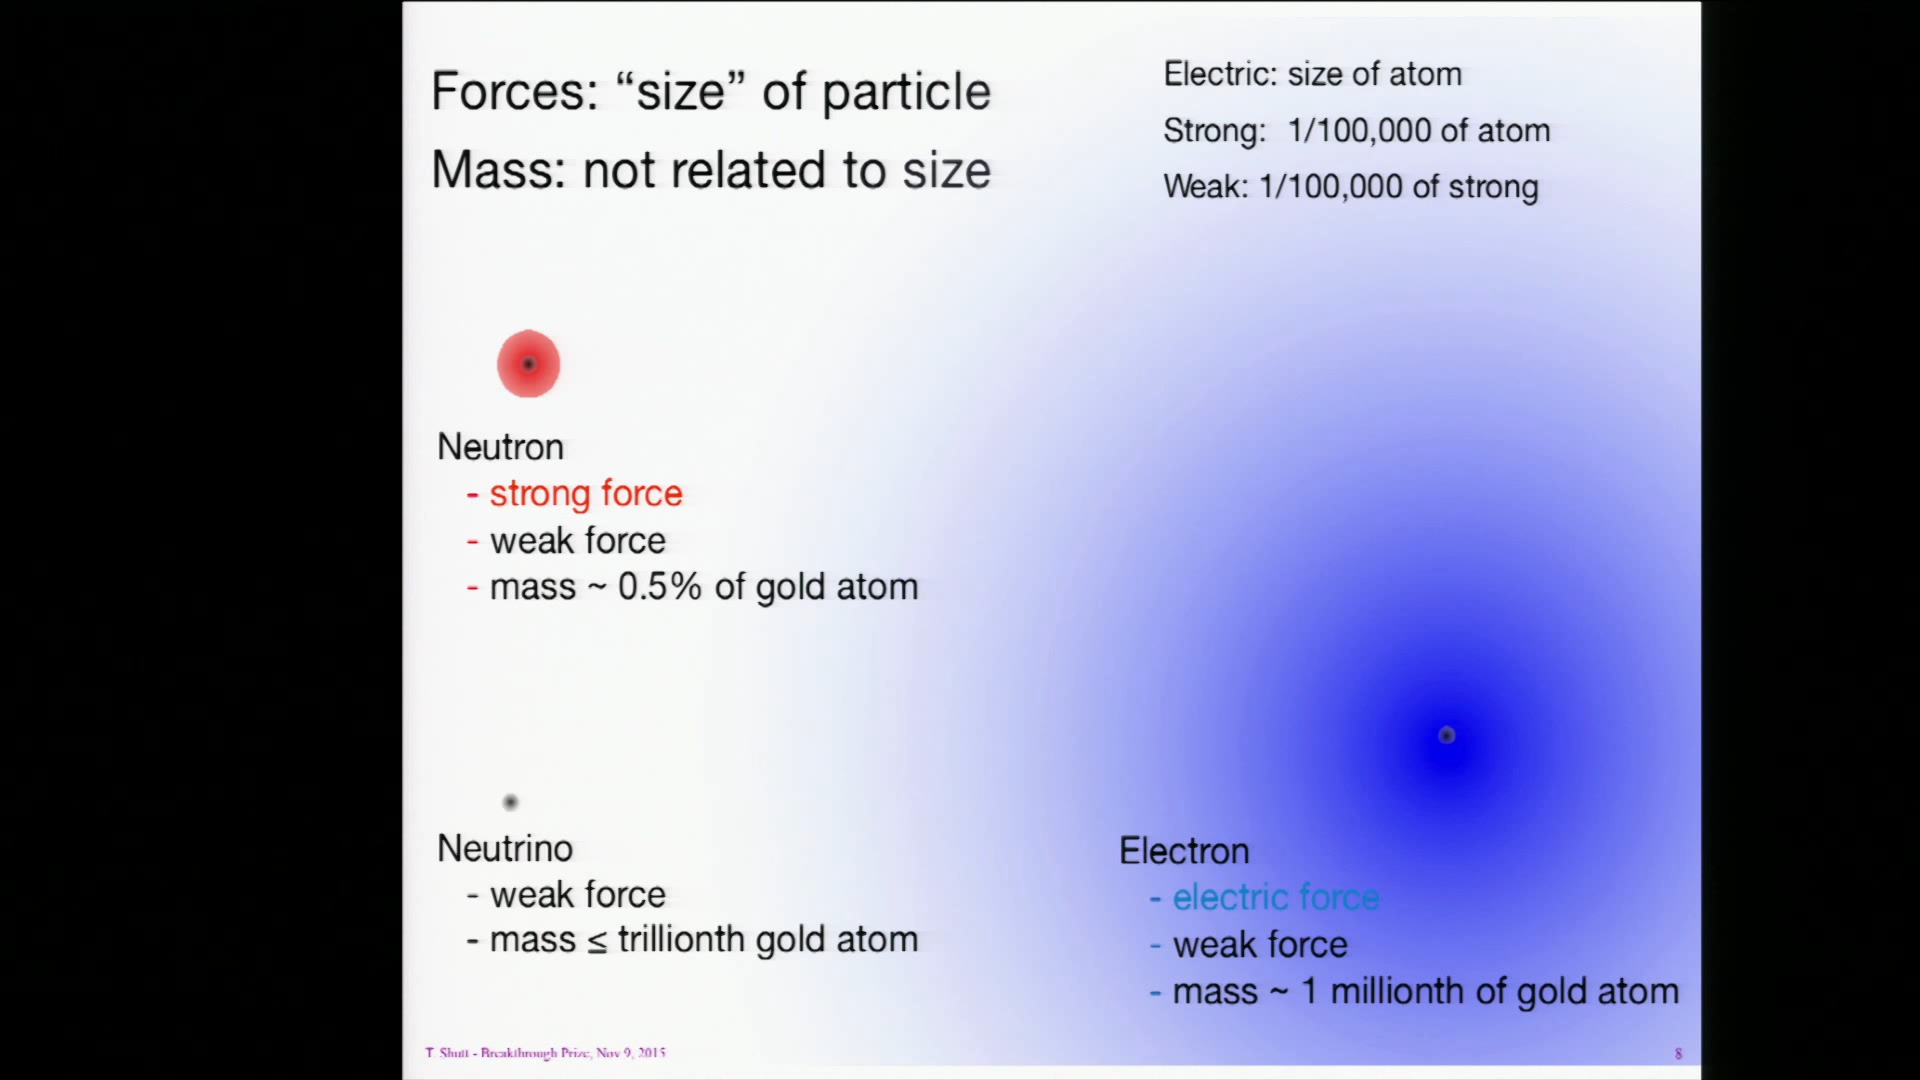 Forces: “size” of particle
Mass: not related to size
Electric: size of atom
Strong: 1/100,000 of atom
Weak: 1/100,000 of strong
Neutron
- strong force
- weak force
- mass ~ 0.5% of gold atom
Neutrino
- weak force
- mass ≤ trillionth gold atom
Electron
- electric force
- weak force
- mass ~ 1 millionth of gold atom
T. Shutt - Breakthrough Prize, Nov 9, 2015
8